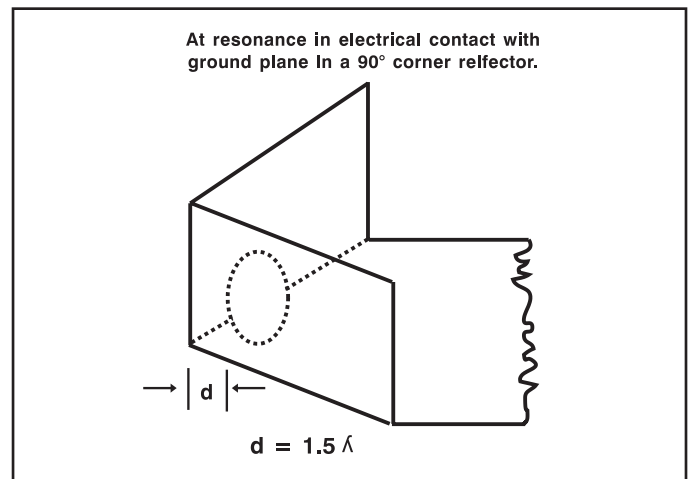 At resonance in electrical contact with
ground plane In a 90° corner relfector.
d
d = 1.5 ʎ